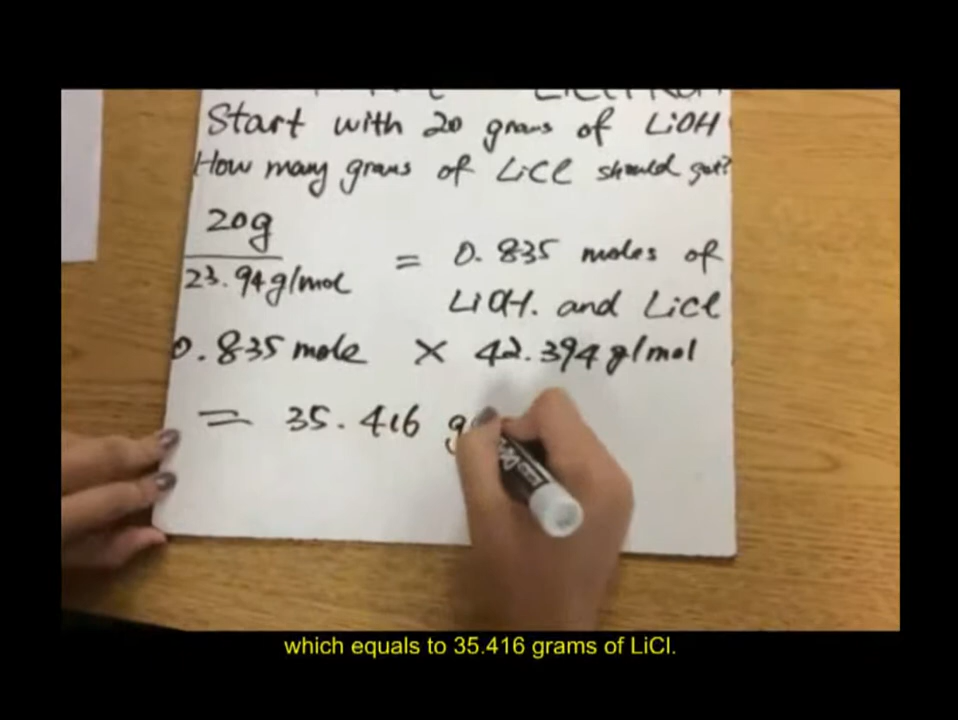 Start with 20 grams of LiOH
How many grams of LiCl should get?
20g
23.94 g/mol
= 0.835 moles of
LiOH. and LiCl
0.835 mole × 42.394 g/mol
= 35.416 g
which equals to 35.416 grams of LiCl.